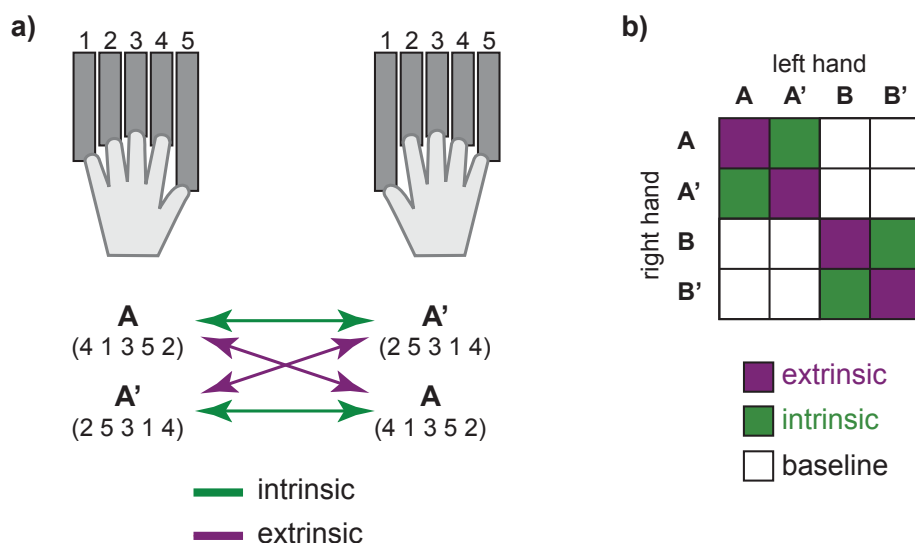 a)
1 2 3 4 5
1 2 3 4 5
A
A’
(4 1 3 5 2)
(2 5 3 1 4)
A’
A
(2 5 3 1 4)
(4 1 3 5 2)
intrinsic
extrinsic
b)
left hand
A A’ B B’
right hand
A
A’
B
B’
extrinsic
intrinsic
baseline